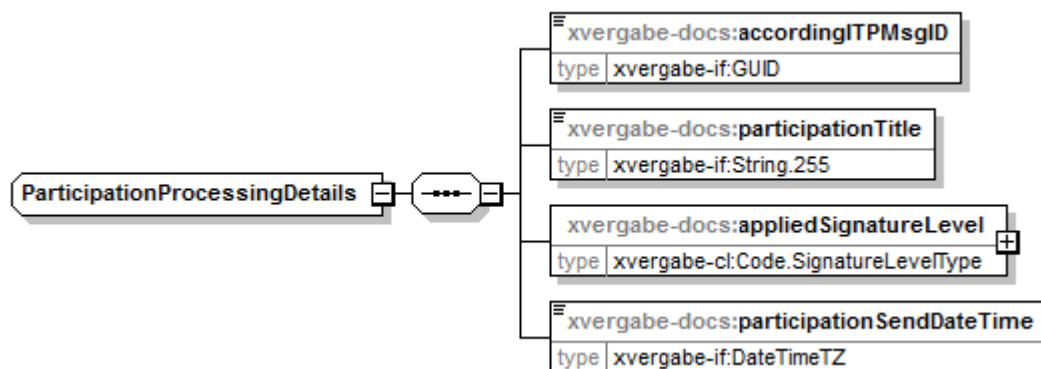 xvergabe-docs:accordingITPMsgID
type xvergabe-if:GUID
xvergabe-docs:participationTitle
type xvergabe-if:String.255
ParticipationProcessingDetails
xvergabe-docs:appliedSignatureLevel
type xvergabe-cl:Code.SignatureLevelType
xvergabe-docs:participationSendDateTime
type xvergabe-if:DateTimeTZ